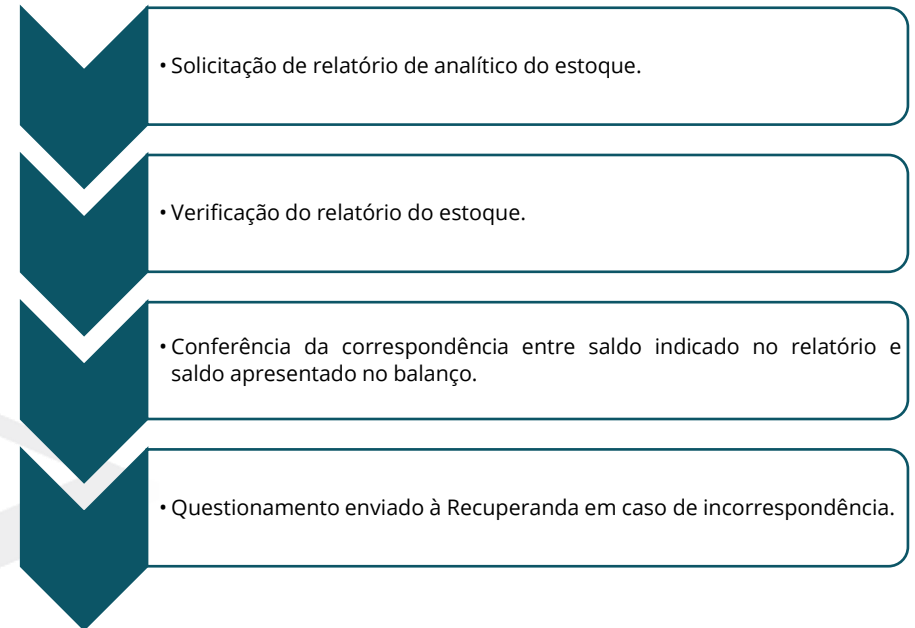 • Solicitação de relatório de analítico do estoque.
• Verificação do relatório do estoque.
• Conferência da correspondência entre saldo indicado no relatório e
saldo apresentado no balanço.
• Questionamento enviado à Recuperanda em caso de incorrespondência.